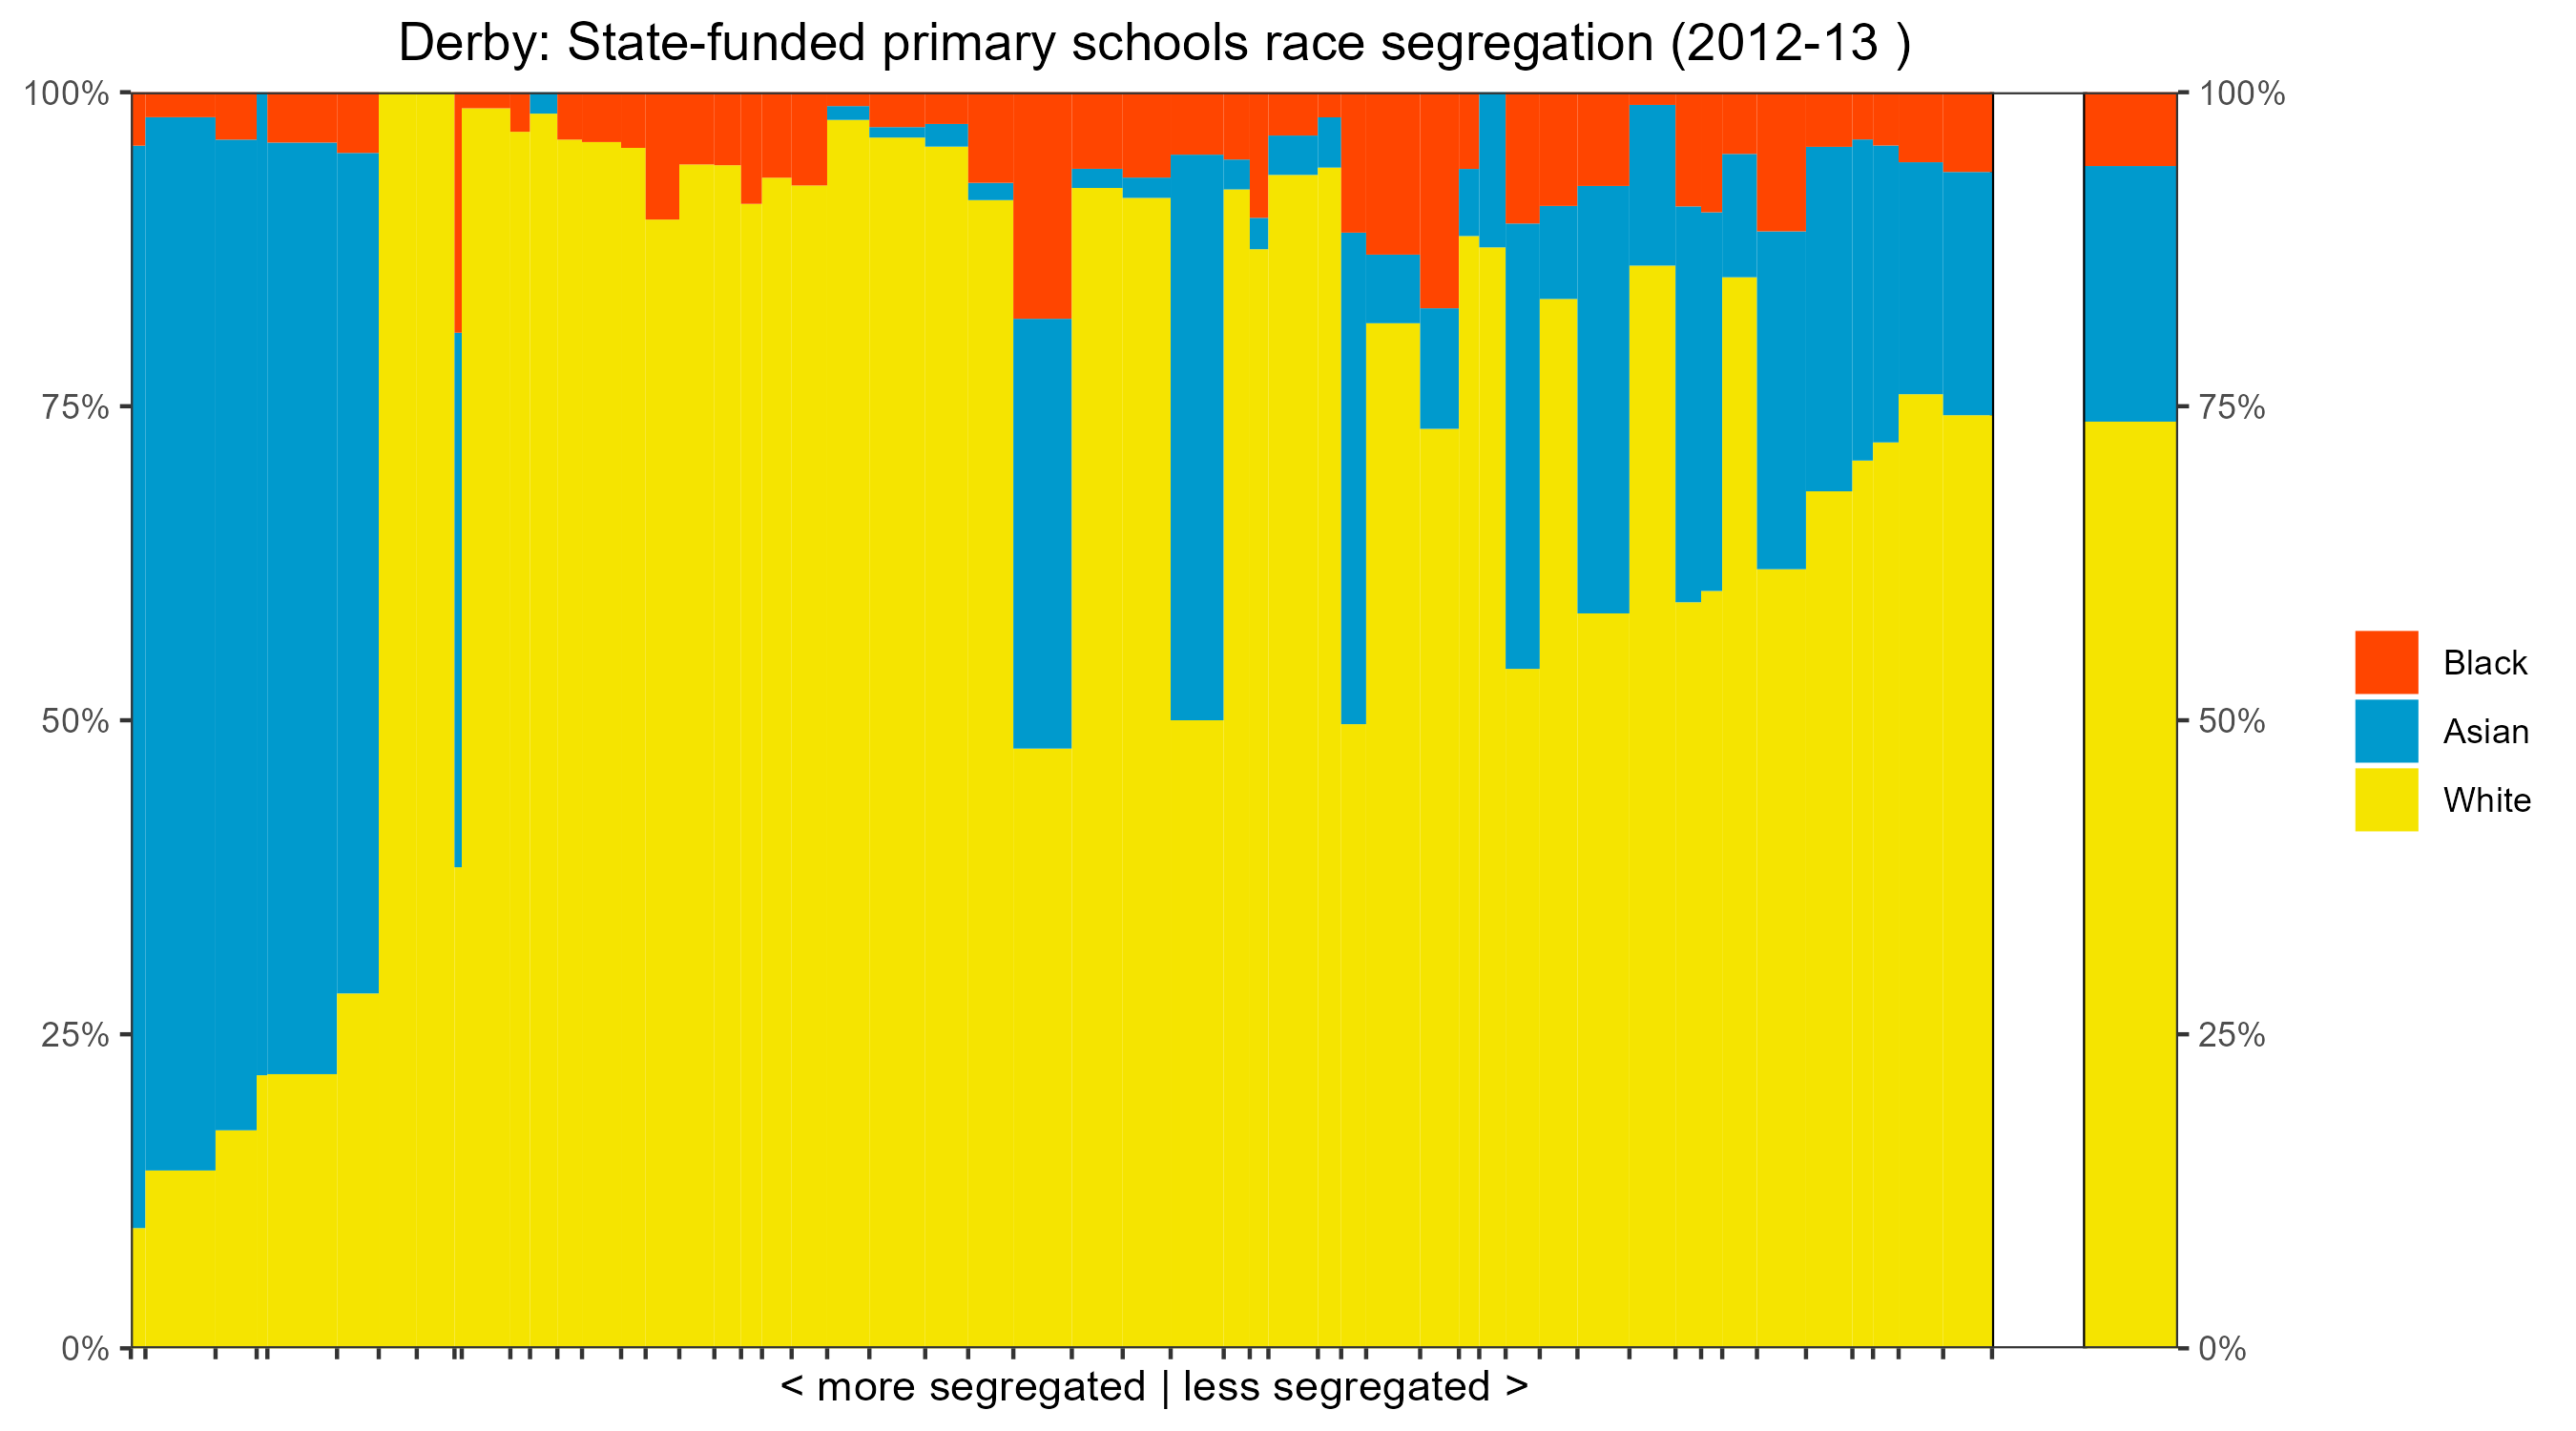 Derby: State-funded primary schools race segregation (2012-13 )
100%
75%
50%
25%
0%
100%
75%
50%
25%
0%
Black
Asian
White
< more segregated | less segregated >